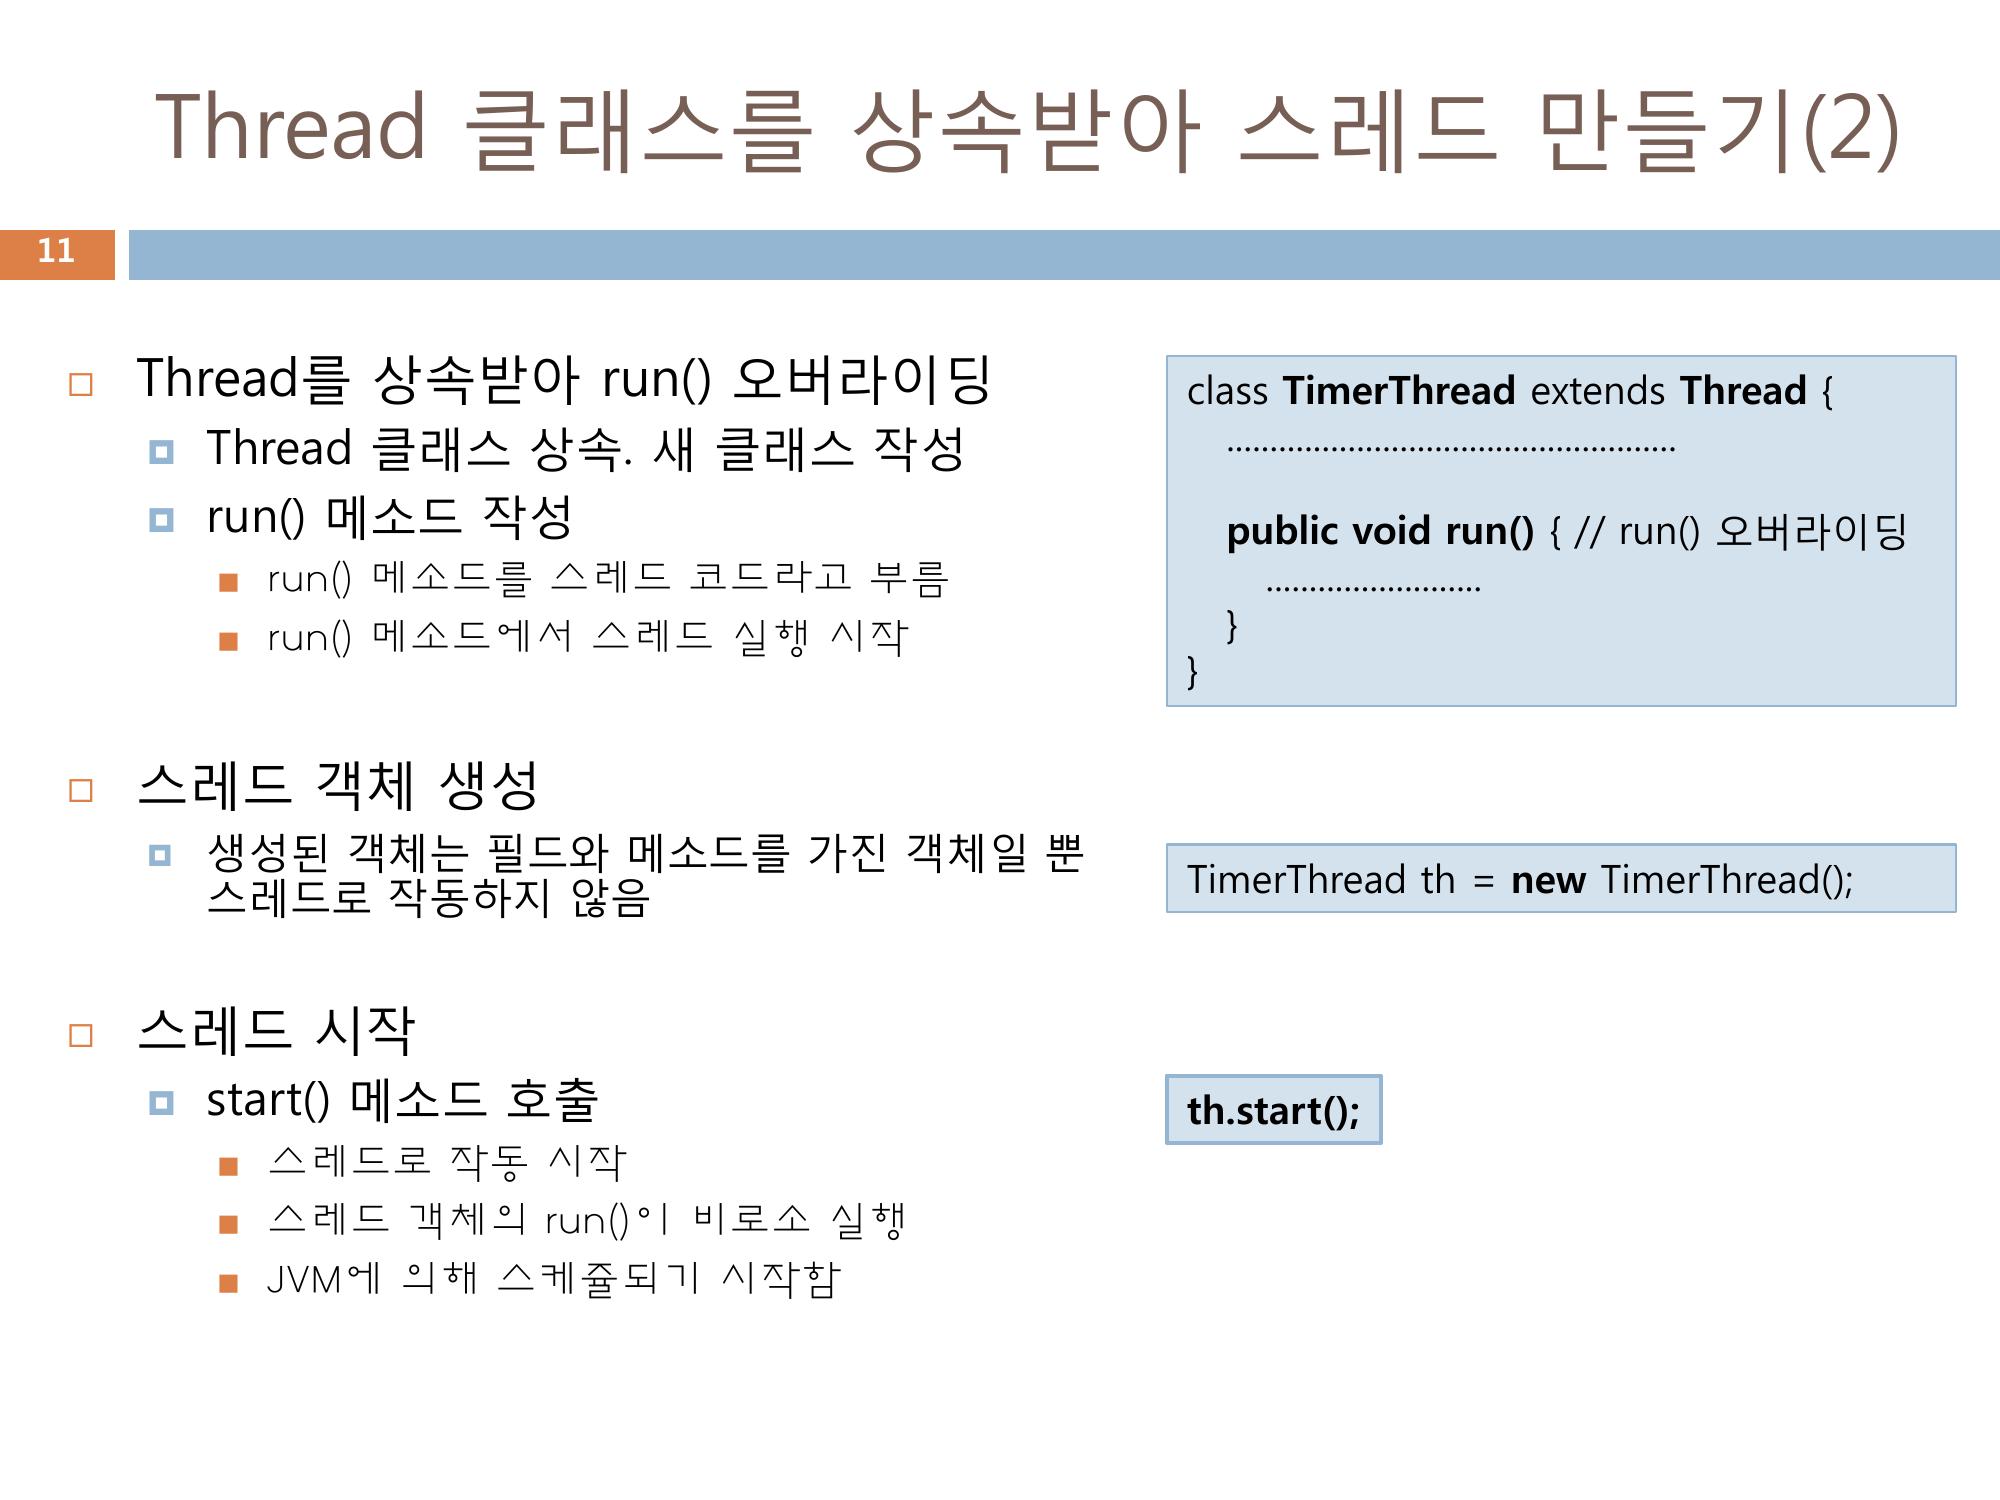 Thread 클래스를 상속받아 스레드 만들기(2)
11
Thread를 상속받아 run() 오버라이딩
Thread 클래스 상속. 새 클래스 작성
run() 메소드 작성
run() 메소드를 스레드 코드라고 부름
run() 메소드에서 스레드 실행 시작
class TimerThread extends Thread {
....................................................
public void run() { // run() 오버라이딩
.........................
}
}
스레드 객체 생성
생성된 객체는 필드와 메소드를 가진 객체일 뿐
스레드로 작동하지 않음
TimerThread th = new TimerThread();
스레드 시작
start() 메소드 호출
스레드로 작동 시작
스레드 객체의 run()이 비로소 실행
JVM에 의해 스케쥴되기 시작함
th.start();